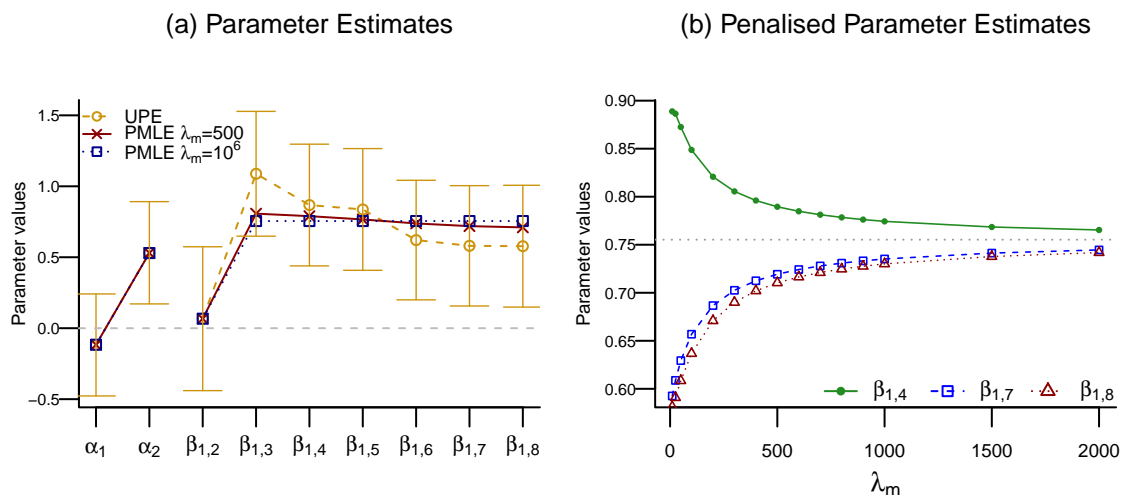 (a) Parameter Estimates
Parameter values
1.5
1.0
0.5
0.0
−0.5
UPE
PMLE λm=500
PMLE λm=10^6
α1 α2 β1,2 β1,3 β1,4 β1,5 β1,6 β1,7 β1,8
(b) Penalised Parameter Estimates
Parameter values
0.90
0.85
0.80
0.75
0.70
0.65
0.60
β1,4 β1,7 β1,8
0 500 1000 1500 2000
λm